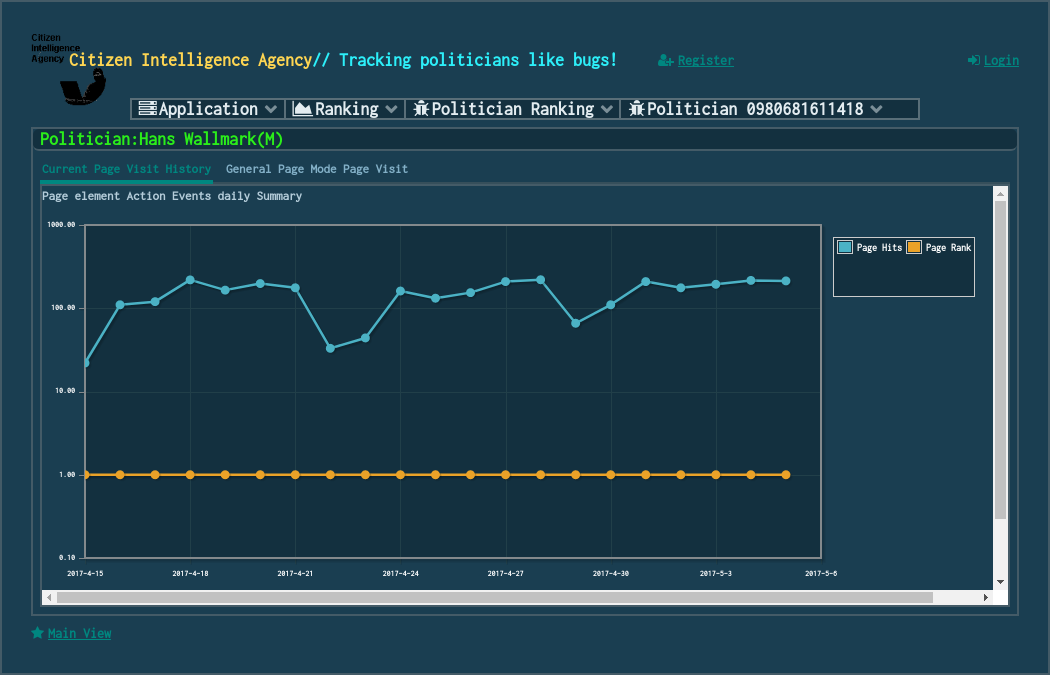 Citizen
Intelligence
Agency
Citizen Intelligence Agency// Tracking politicians like bugs!
Register
Login
Application
Ranking
Politician Ranking
Politician 0980681611418
Politician:Hans Wallmark(M)
Current Page Visit History
General Page Mode Page Visit
Page element Action Events daily Summary
1000.00
100.00
10.00
1.00
0.10
2017-4-15
2017-4-18
2017-4-21
2017-4-24
2017-4-27
2017-4-30
2017-5-3
2017-5-6
Page Hits
Page Rank
Main View